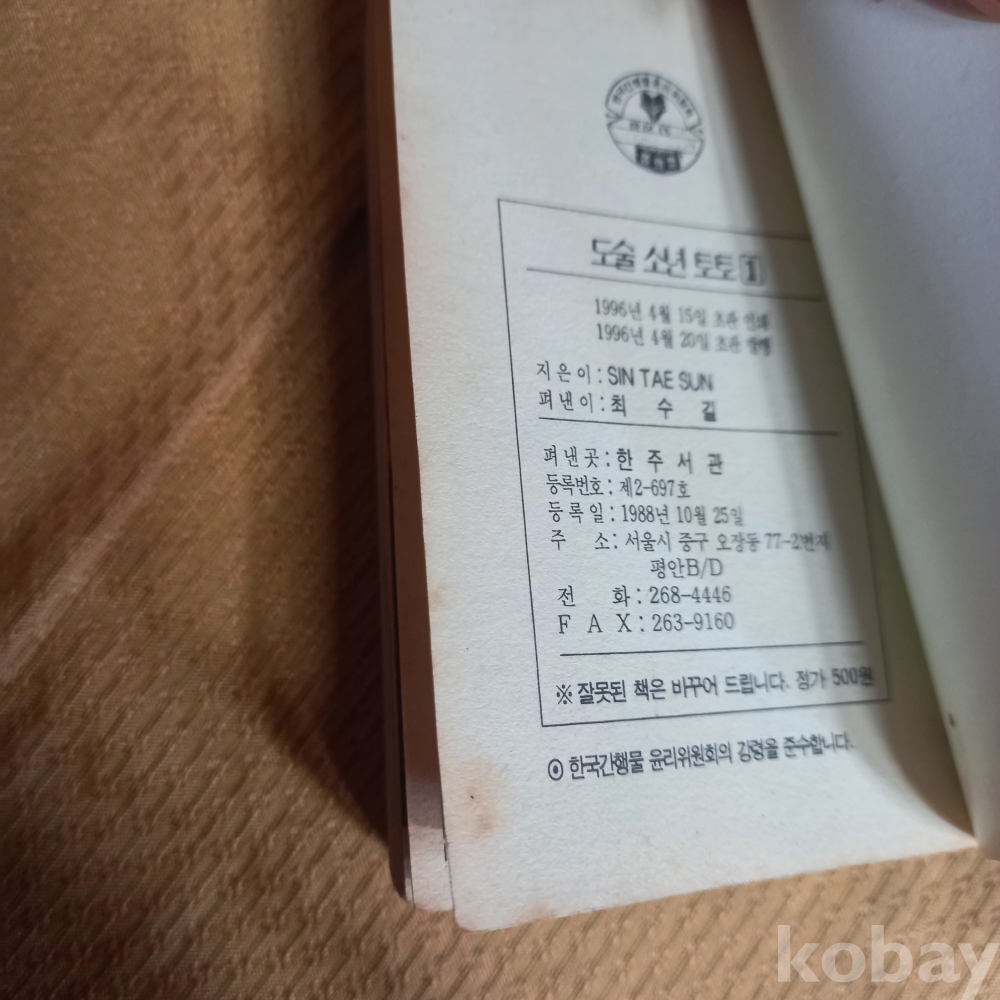 도술 소년 토토 1
1996년 4월 15일 초판 인쇄
1996년 4월 20일 초판 발행
지은이 : SIN TAE SUN
펴낸이 : 최 수 길
펴낸곳 : 한 주 서 관
등록번호 : 제2-697호
등 록 일 : 1988년 10월 25일
주 소 : 서울시 중구 오장동 77-2번지
평안B/D
전 화 : 268-4446
F A X : 263-9160
※ 잘못된 책은 바꾸어 드립니다. 정가 500원
⊙ 한국간행물 윤리위원회의 강령을 준수합니다.
kobay